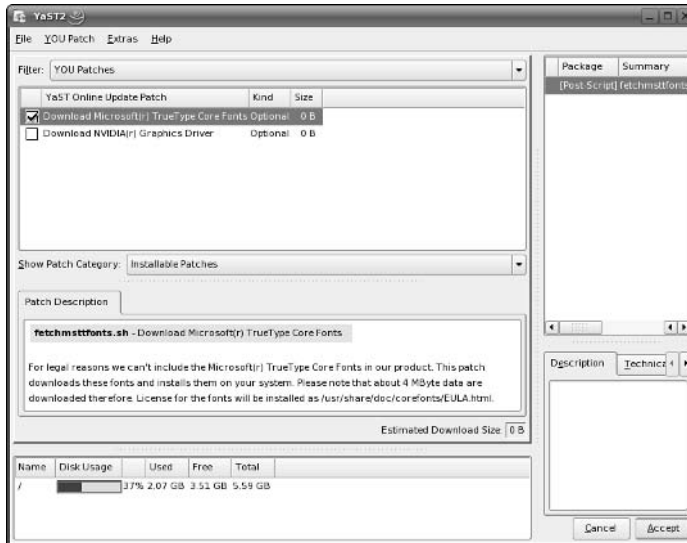 YaST2
File YOU Patch Extras Help
Filter: YOU Patches
YaST Online Update Patch Kind Size
Download Microsoft(r) TrueType Core Fonts Optional 0 B
Download NVIDIA(r) Graphics Driver Optional 0 B
Show Patch Category: Installable Patches
Patch Description
fetchmsttfonts.sh - Download Microsoft(r) TrueType Core Fonts
For legal reasons we can't include the Microsoft(r) TrueType Core Fonts in our product. This patch
downloads these fonts and installs them on your system. Please note that about 4 MByte data are
downloaded therefore. License for the fonts will be installed as /usr/share/doc/corefonts/EULA.html.
Estimated Download Size: 0 B
Name Disk Usage Used Free Total
/ 37% 2.07 GB 3.51 GB 5.59 GB
Package Summary
[Post-Script] fetchmsttfonts
Description Technica
Cancel Accept